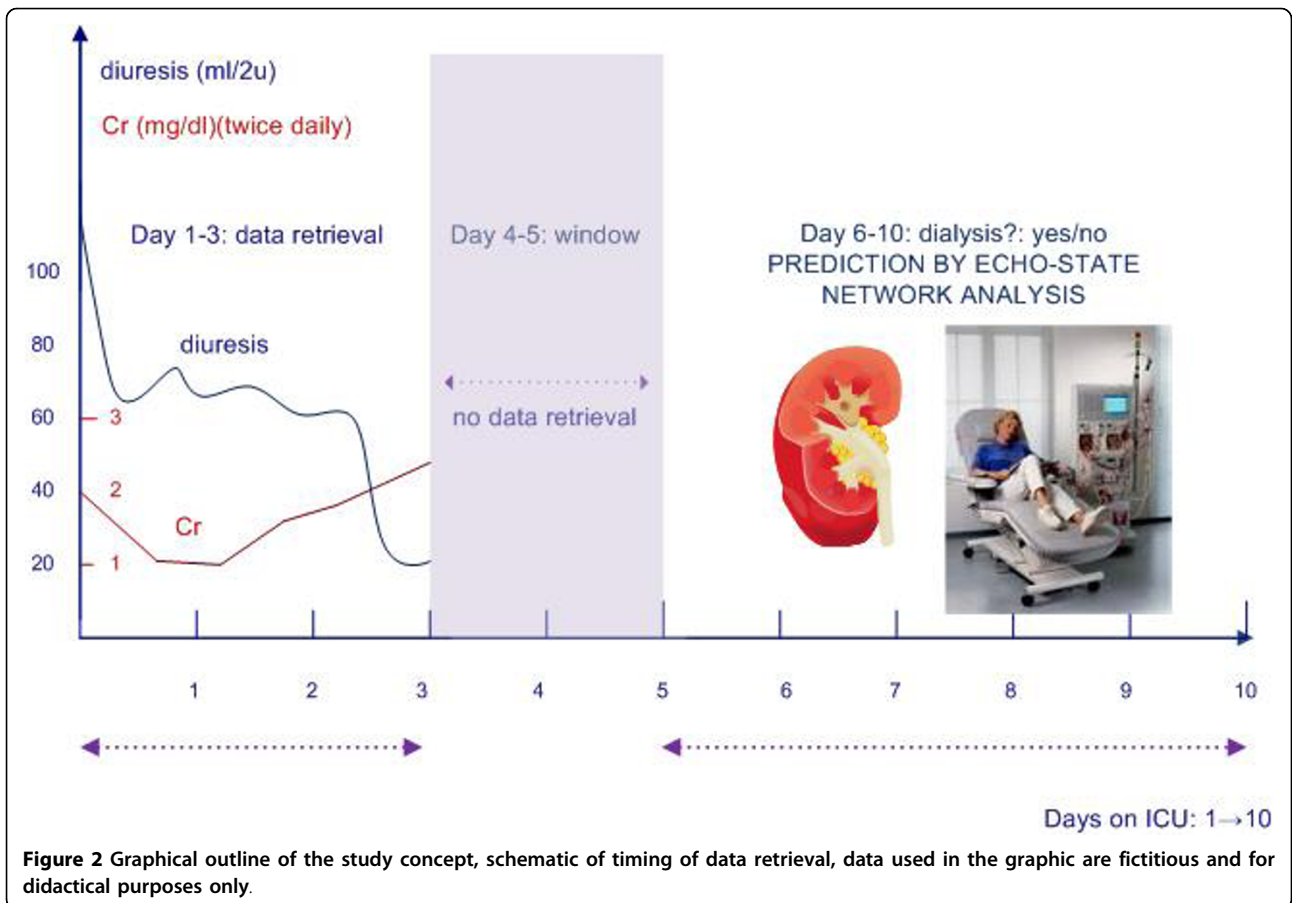 diuresis (ml/2u)
Cr (mg/dl)(twice daily)
Day 1-3: data retrieval
Day 4-5: window
Day 6-10: dialysis?: yes/no
PREDICTION BY ECHO-STATE
NETWORK ANALYSIS
100
80
diuresis
60
3
no data retrieval
40
2
Cr
20
1
1 2 3 4 5 6 7 8 9 10
Days on ICU: 1→10
Figure 2 Graphical outline of the study concept, schematic of timing of data retrieval, data used in the graphic are fictitious and for
didactical purposes only.